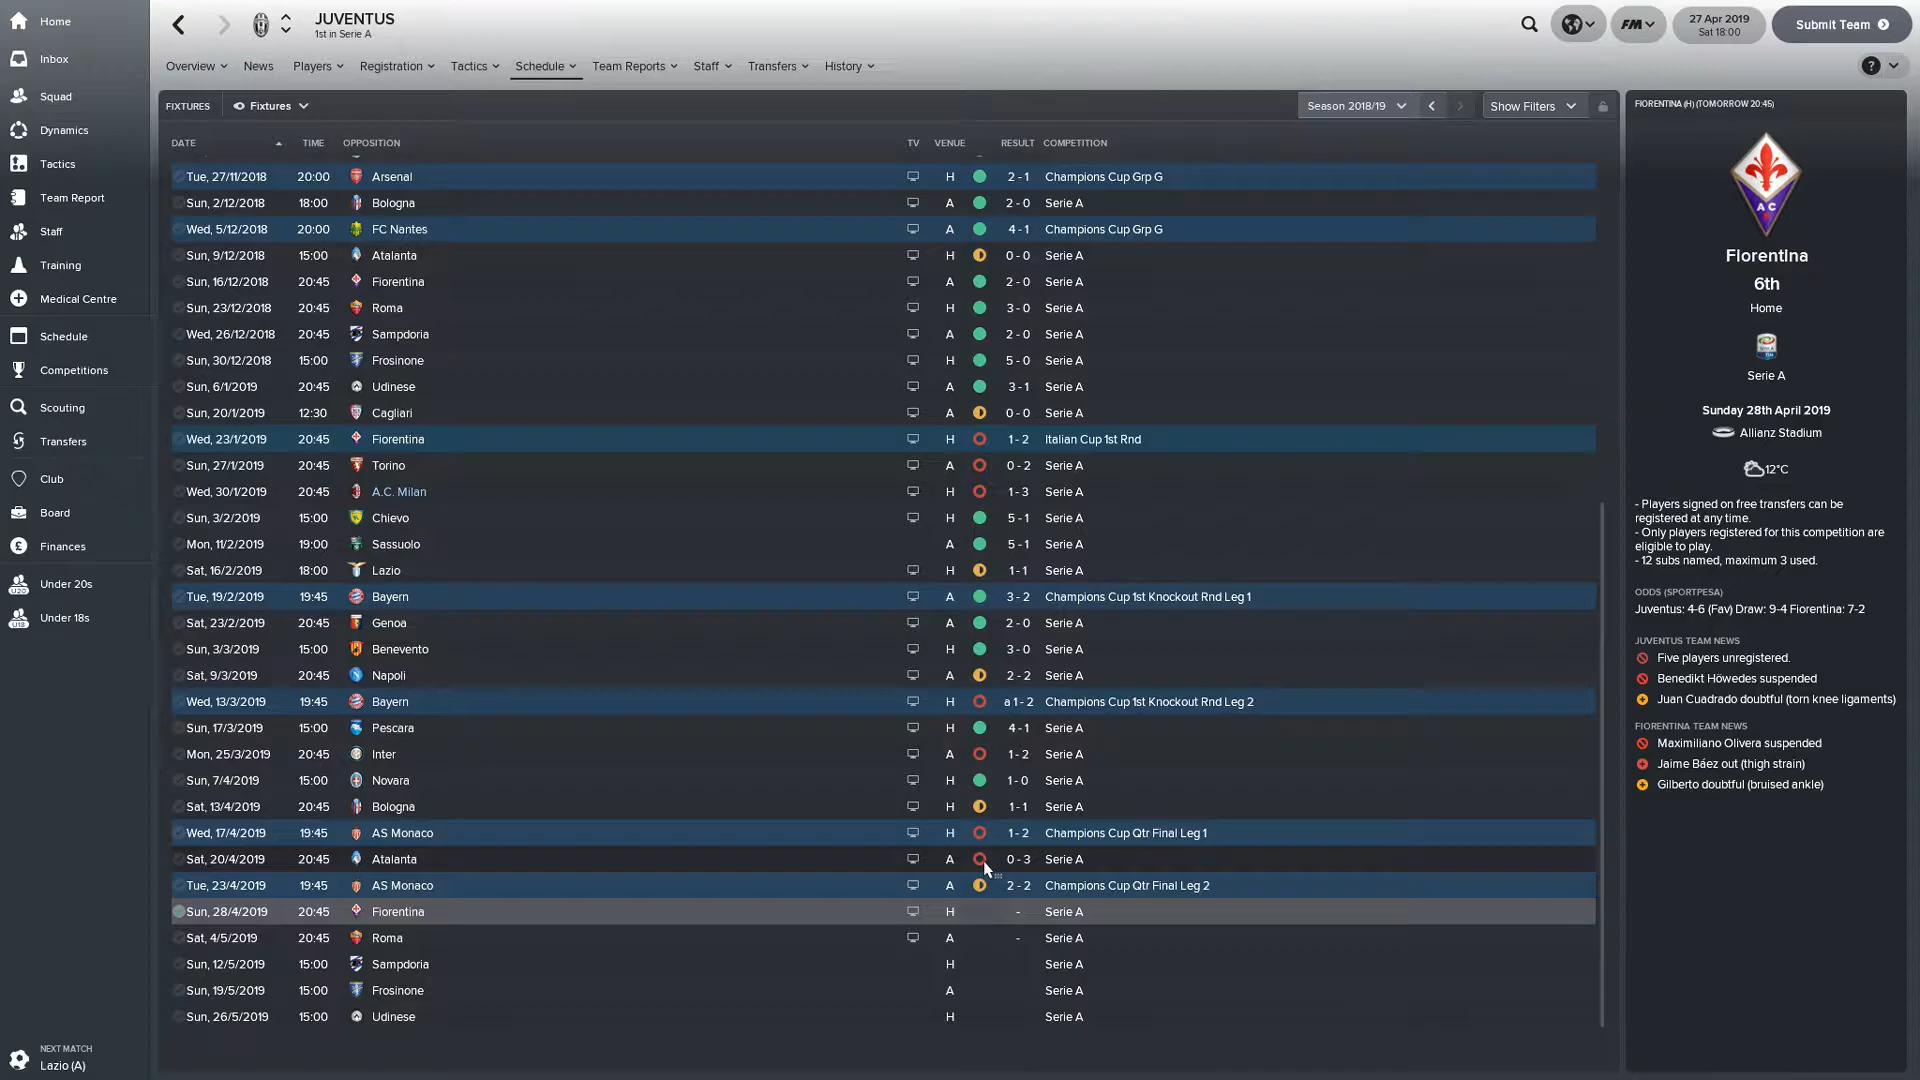 Home
Inbox
Squad
Dynamics
Tactics
Team Report
Staff
Training
Medical Centre
Schedule
Competitions
Scouting
Transfers
Club
Board
Finances
Under 20s
Under 18s
NEXT MATCH
Lazio (A)
JUVENTUS
1st in Serie A
FM
27 Apr 2019
Sat 18:00
Submit Team
Overview News Players Registration Tactics Schedule Team Reports Staff Transfers History
FIXTURES Fixtures Season 2018/19 Show Filters
DATE TIME OPPOSITION TV VENUE RESULT COMPETITION
Tue, 27/11/2018 20:00 Arsenal H 2 - 1 Champions Cup Grp G
Sun, 2/12/2018 18:00 Bologna A 2 - 0 Serie A
Wed, 5/12/2018 20:00 FC Nantes A 4 - 1 Champions Cup Grp G
Sun, 9/12/2018 15:00 Atalanta H 0 - 0 Serie A
Sun, 16/12/2018 20:45 Fiorentina A 2 - 0 Serie A
Sun, 23/12/2018 20:45 Roma H 3 - 0 Serie A
Wed, 26/12/2018 20:45 Sampdoria A 2 - 0 Serie A
Sun, 30/12/2018 15:00 Frosinone H 5 - 0 Serie A
Sun, 6/1/2019 20:45 Udinese A 3 - 1 Serie A
Sun, 20/1/2019 12:30 Cagliari A 0 - 0 Serie A
Wed, 23/1/2019 20:45 Fiorentina H 1 - 2 Italian Cup 1st Rnd
Sun, 27/1/2019 20:45 Torino A 0 - 2 Serie A
Wed, 30/1/2019 20:45 A.C. Milan H 1 - 3 Serie A
Sun, 3/2/2019 15:00 Chievo H 5 - 1 Serie A
Mon, 11/2/2019 19:00 Sassuolo A 5 - 1 Serie A
Sat, 16/2/2019 18:00 Lazio H 1 - 1 Serie A
Tue, 19/2/2019 19:45 Bayern A 3 - 2 Champions Cup 1st Knockout Rnd Leg 1
Sat, 23/2/2019 20:45 Genoa A 2 - 0 Serie A
Sun, 3/3/2019 15:00 Benevento H 3 - 0 Serie A
Sat, 9/3/2019 20:45 Napoli A 2 - 2 Serie A
Wed, 13/3/2019 19:45 Bayern H a 1 - 2 Champions Cup 1st Knockout Rnd Leg 2
Sun, 17/3/2019 15:00 Pescara H 4 - 1 Serie A
Mon, 25/3/2019 20:45 Inter A 1 - 2 Serie A
Sun, 7/4/2019 15:00 Novara H 1 - 0 Serie A
Sat, 13/4/2019 20:45 Bologna H 1 - 1 Serie A
Wed, 17/4/2019 19:45 AS Monaco H 1 - 2 Champions Cup Qtr Final Leg 1
Sat, 20/4/2019 20:45 Atalanta A 0 - 3 Serie A
Tue, 23/4/2019 19:45 AS Monaco A 2 - 2 Champions Cup Qtr Final Leg 2
Sun, 28/4/2019 20:45 Fiorentina H - Serie A
Sat, 4/5/2019 20:45 Roma A - Serie A
Sun, 12/5/2019 15:00 Sampdoria H Serie A
Sun, 19/5/2019 15:00 Frosinone A Serie A
Sun, 26/5/2019 15:00 Udinese H Serie A
FIORENTINA (H) (TOMORROW 20:45)
AC
Fiorentina
6th
Home
Serie A
Sunday 28th April 2019
Allianz Stadium
12°C
- Players signed on free transfers can be
registered at any time.
- Only players registered for this competition are
eligible to play.
- 12 subs named, maximum 3 used.
ODDS (SPORTPESA)
Juventus: 4-6 (Fav) Draw: 9-4 Fiorentina: 7-2
JUVENTUS TEAM NEWS
Five players unregistered.
Benedikt Höwedes suspended
Juan Cuadrado doubtful (torn knee ligaments)
FIORENTINA TEAM NEWS
Maximiliano Olivera suspended
Jaime Báez out (thigh strain)
Gilberto doubtful (bruised ankle)